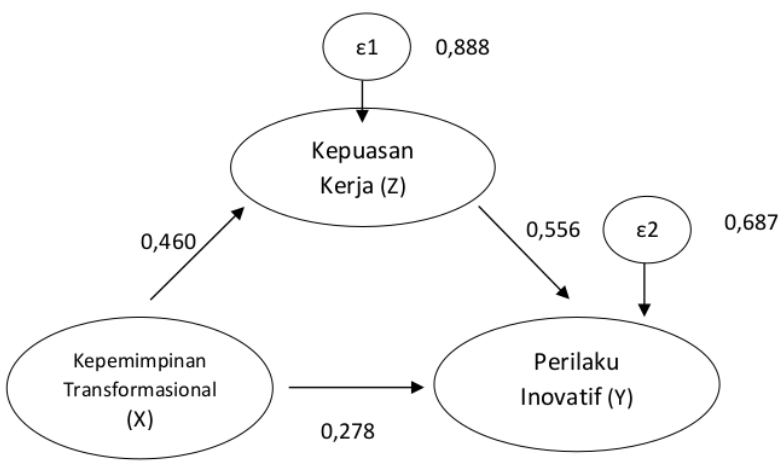 ε1
0,888
Kepuasan
Kerja (Z)
0,460
0,556
ε2
0,687
Kepemimpinan
Transformasional
(X)
0,278
Perilaku
Inovatif (Y)